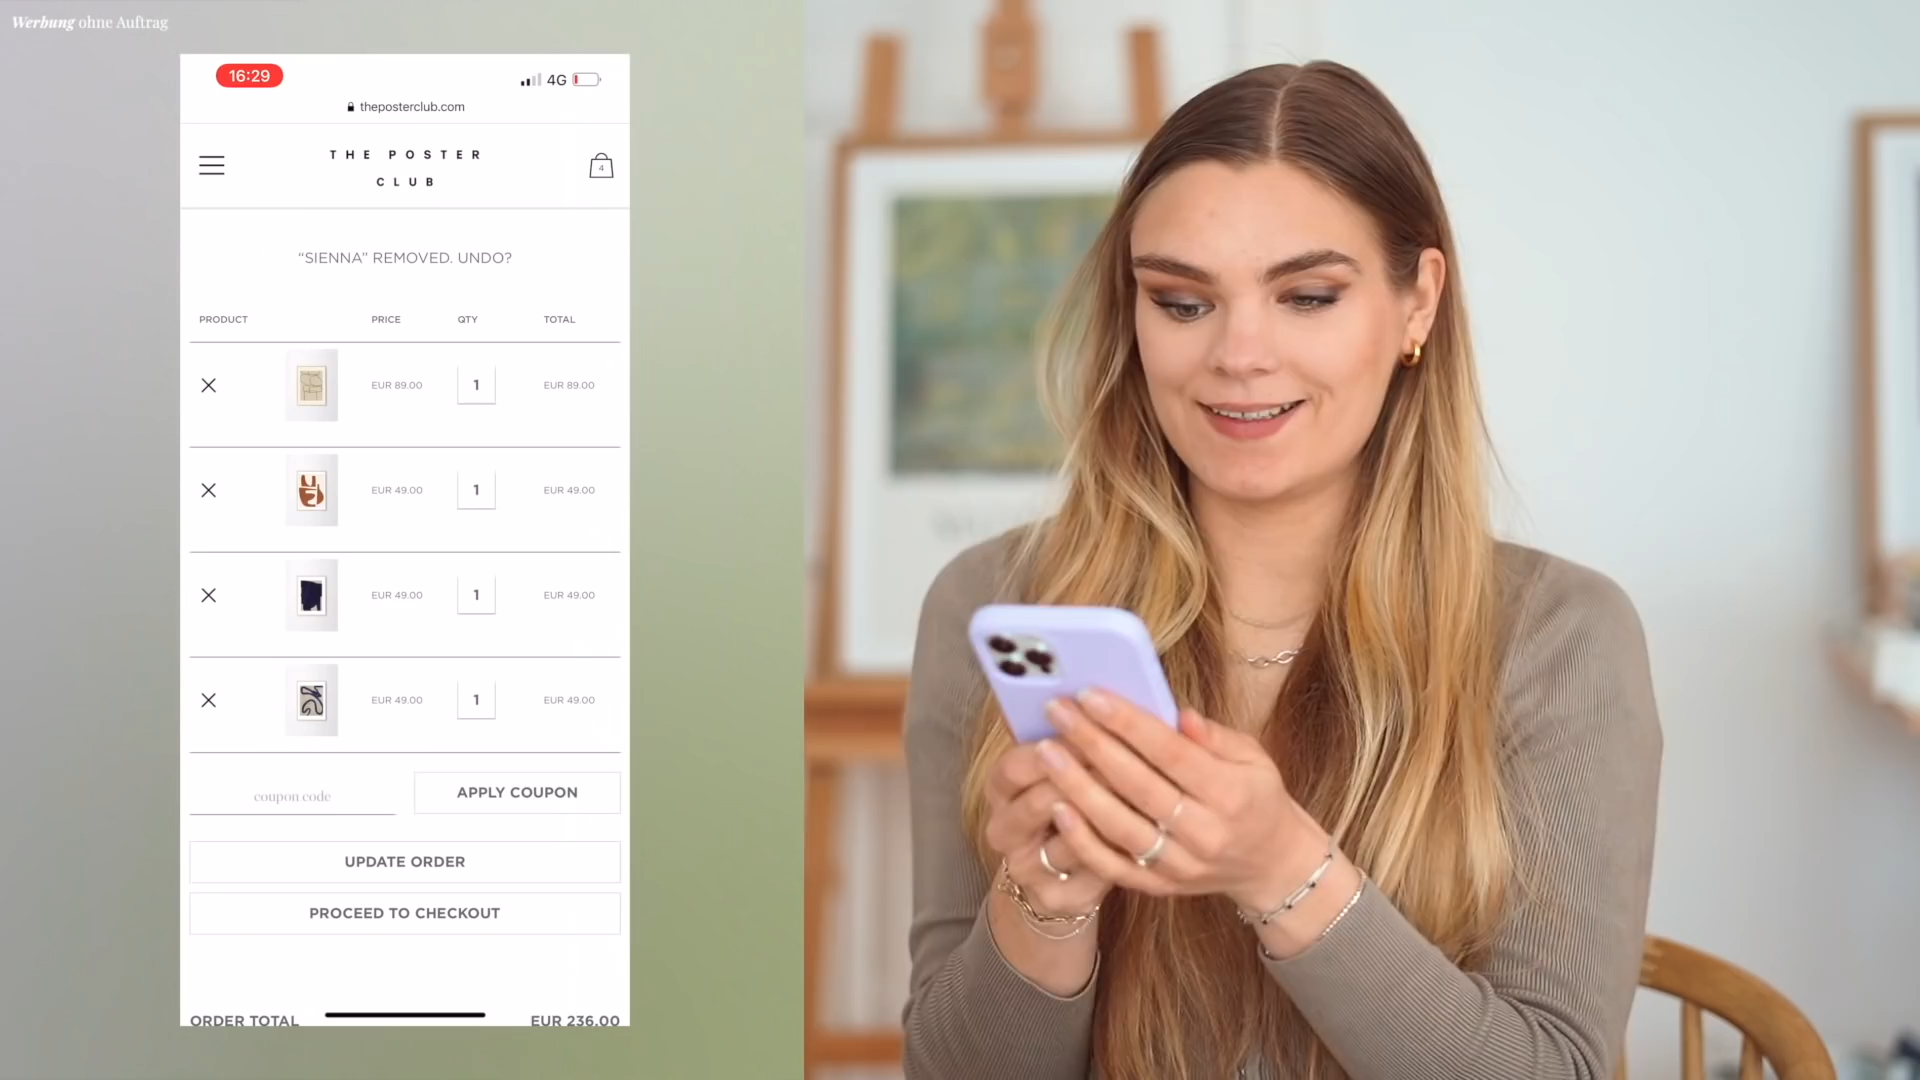 Werbung ohne Auftrag
16:29
4G
theposterclub.com
THE POSTER
CLUB
4
“SIENNA” REMOVED. UNDO?
PRODUCT PRICE QTY TOTAL
EUR 89.00 1 EUR 89.00
EUR 49.00 1 EUR 49.00
EUR 49.00 1 EUR 49.00
EUR 49.00 1 EUR 49.00
coupon code APPLY COUPON
UPDATE ORDER
PROCEED TO CHECKOUT
ORDER TOTAL EUR 236.00